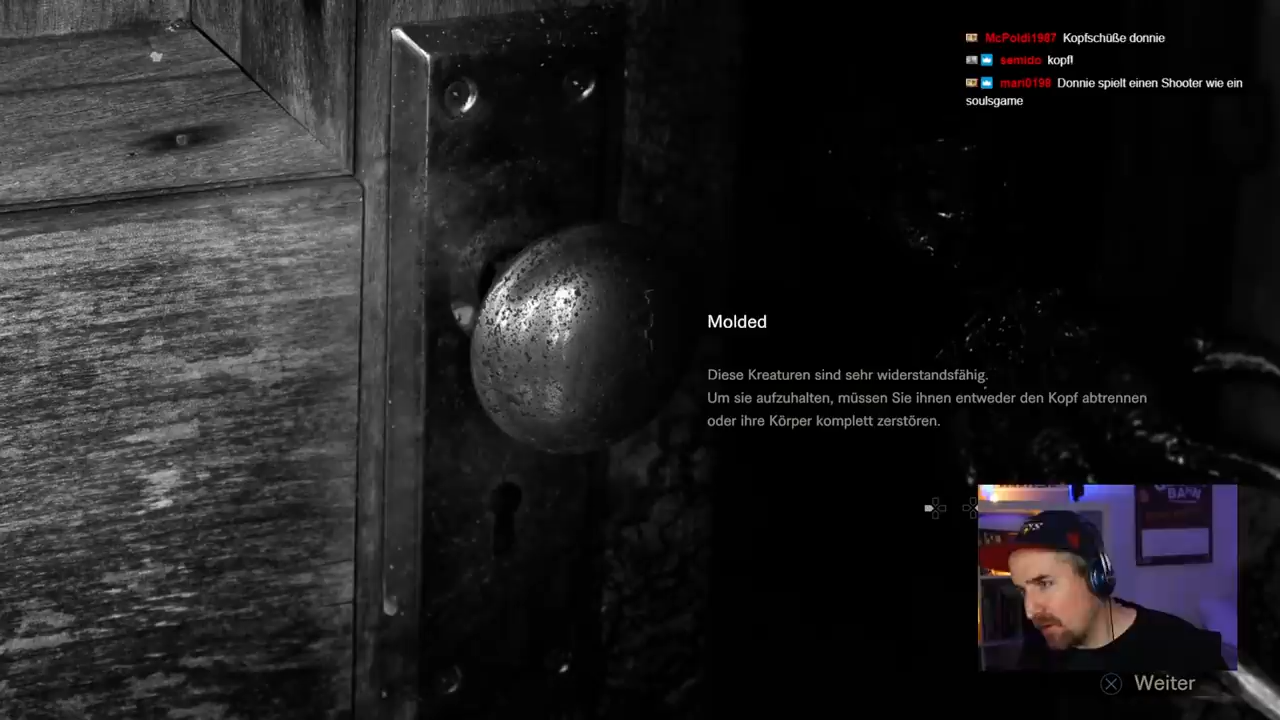 McPoldi1987 Kopfschüße donnie
semido kopf!
mari0198 Donnie spielt einen Shooter wie ein
soulsgame
Molded
Diese Kreaturen sind sehr widerstandsfähig.
Um sie aufzuhalten, müssen Sie ihnen entweder den Kopf abtrennen
oder ihre Körper komplett zerstören.
BAHN
Weiter